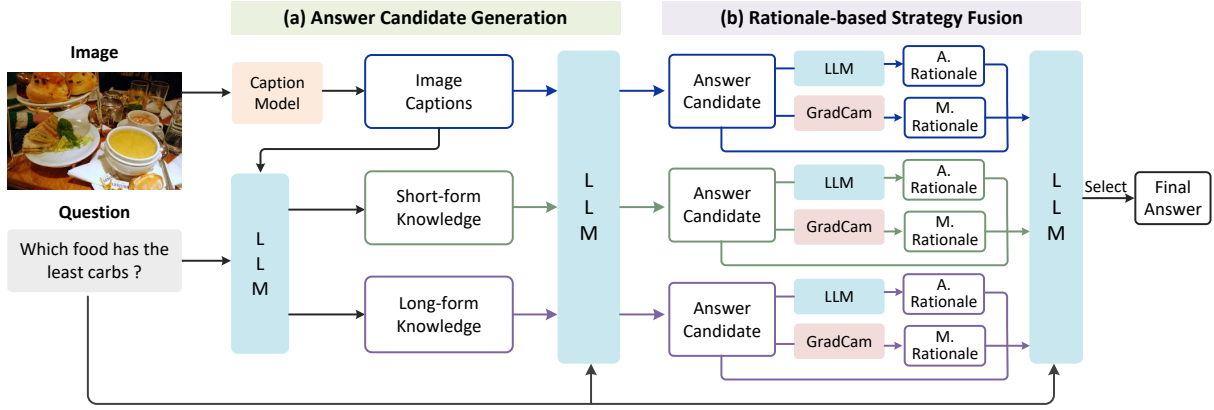 (a) Answer Candidate Generation
(b) Rationale-based Strategy Fusion
Image
Caption
Model
Image
Captions
Question
Which food has the
least carbs ?
L
L
M
Short-form
Knowledge
Long-form
Knowledge
L
L
M
Answer
Candidate
LLM
A.
Rationale
GradCam
M.
Rationale
Answer
Candidate
LLM
A.
Rationale
GradCam
M.
Rationale
Answer
Candidate
LLM
A.
Rationale
GradCam
M.
Rationale
L
L
M
Select
Final
Answer